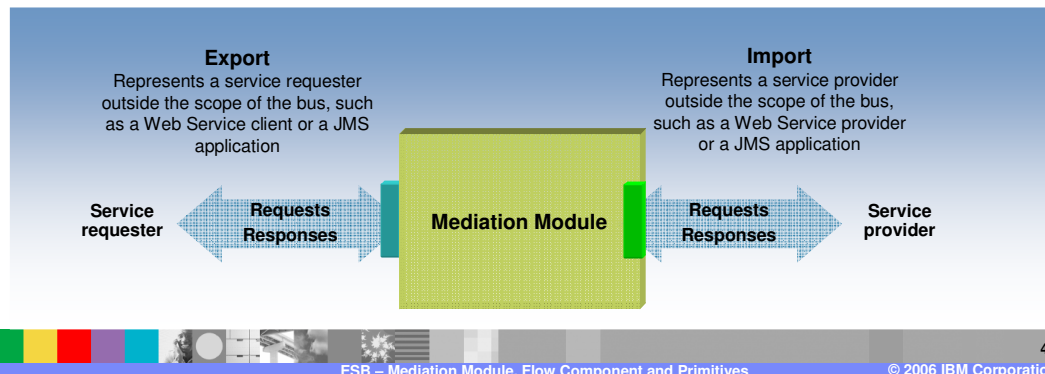 Export
Represents a service requester
outside the scope of the bus, such
as a Web Service client or a JMS
application
Import
Represents a service provider
outside the scope of the bus,
such as a Web Service provider
or a JMS application
Service
requester
Requests
Responses
Mediation Module
Requests
Responses
Service
provider
4
ESB – Mediation Module, Flow Component and Primitives
© 2006 IBM Corporatio